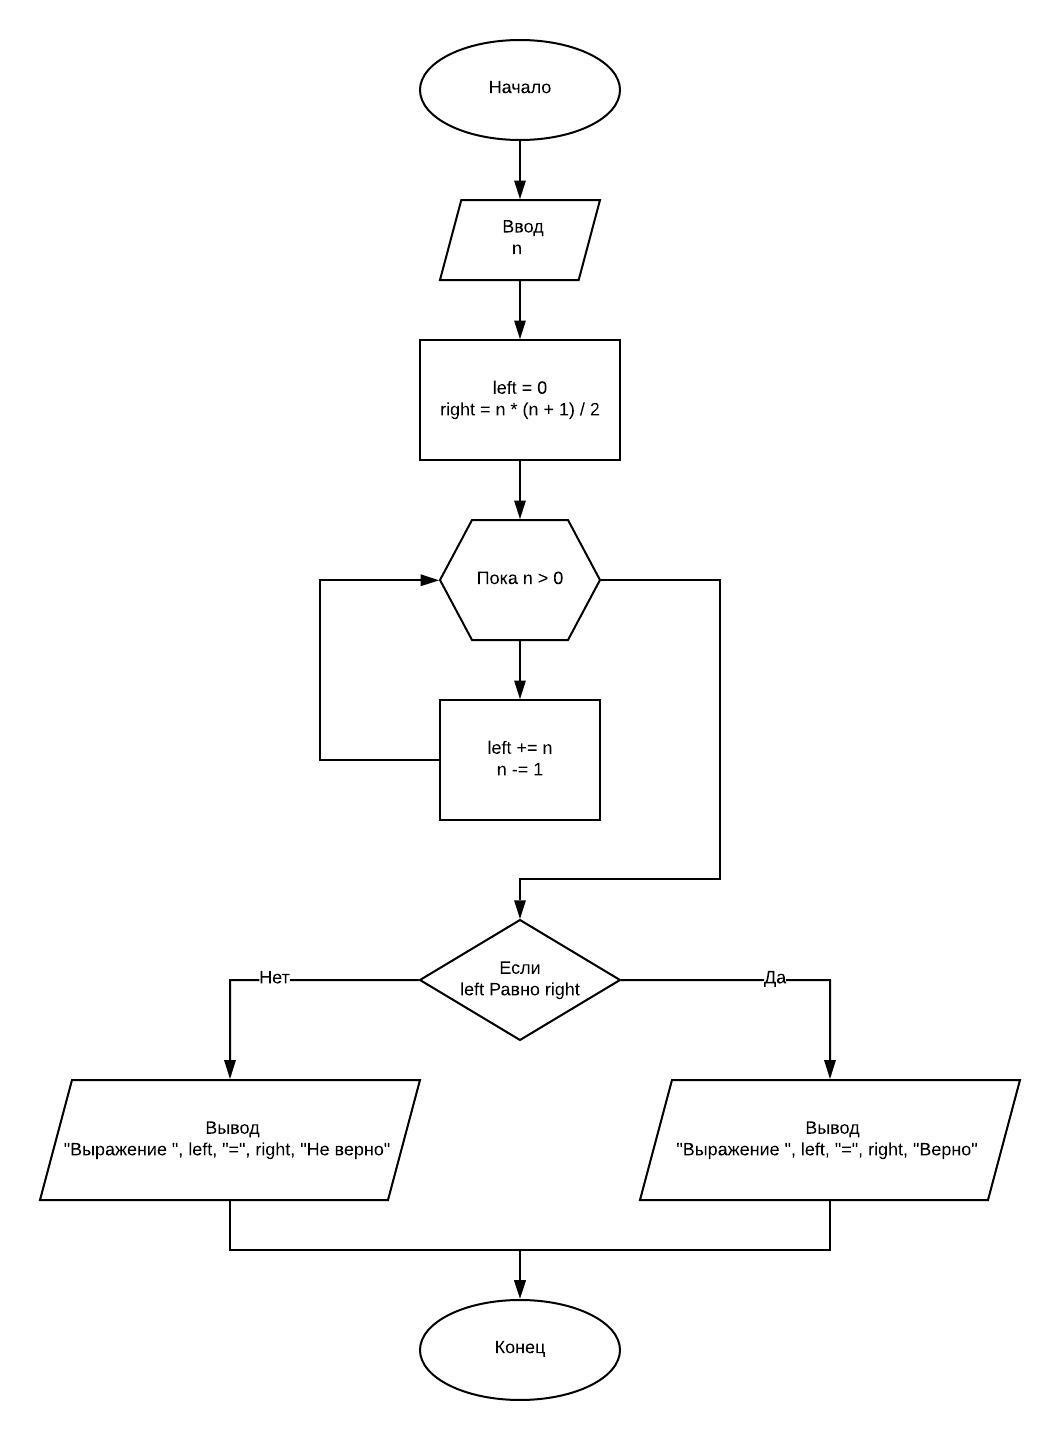 Начало
Ввод
n
left = 0
right = n * (n + 1) / 2
Пока n > 0
left += n
n -= 1
Если
left Равно right
Нет
Да
Вывод
"Выражение ", left, "=", right, "Не верно"
Вывод
"Выражение ", left, "=", right, "Верно"
Конец